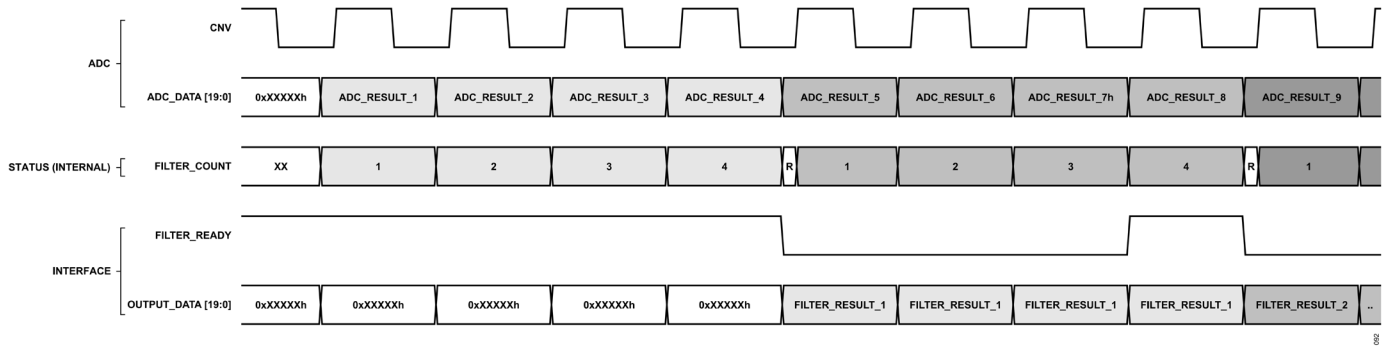 CNV
ADC
ADC_DATA [19:0] 0xXXXXXh ADC_RESULT_1 ADC_RESULT_2 ADC_RESULT_3 ADC_RESULT_4 ADC_RESULT_5 ADC_RESULT_6 ADC_RESULT_7h ADC_RESULT_8 ADC_RESULT_9
STATUS (INTERNAL) FILTER_COUNT XX 1 2 3 4 R 1 2 3 4 R 1
FILTER_READY
INTERFACE
OUTPUT_DATA [19:0] 0xXXXXXh 0xXXXXXh 0xXXXXXh 0xXXXXXh 0xXXXXXh FILTER_RESULT_1 FILTER_RESULT_1 FILTER_RESULT_1 FILTER_RESULT_1 FILTER_RESULT_2 ..
092